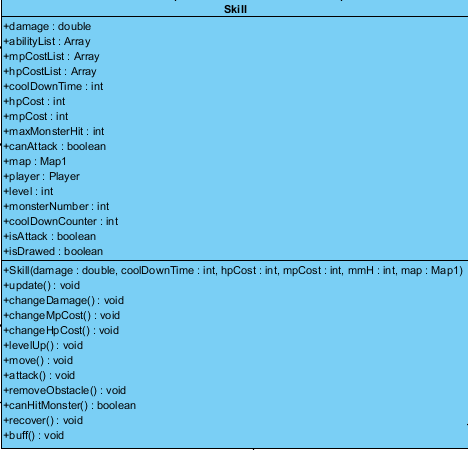 Skill
+damage : double
+abilityList : Array
+mpCostList : Array
+hpCostList : Array
+coolDownTime : int
+hpCost : int
+mpCost : int
+maxMonsterHit : int
+canAttack : boolean
+map : Map1
+player : Player
+level : int
+monsterNumber : int
+coolDownCounter : int
+isAttack : boolean
+isDrawed : boolean
+Skill(damage : double, coolDownTime : int, hpCost : int, mpCost : int, mmH : int, map : Map1)
+update() : void
+changeDamage() : void
+changeMpCost() : void
+changeHpCost() : void
+levelUp() : void
+move() : void
+attack() : void
+removeObstacle() : void
+canHitMonster() : boolean
+recover() : void
+buff() : void